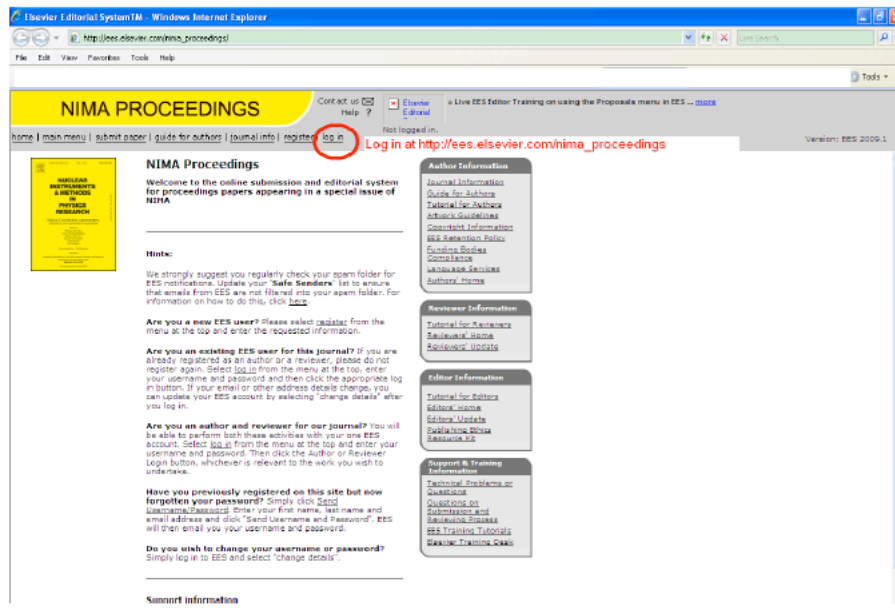 Elsevier Editorial SystemTM - Windows Internet Explorer
http://ees.elsevier.com/nima_proceedings/
Live Search
File Edit View Favorites Tools Help
Tools
NIMA PROCEEDINGS
Contact us
Help ?
Elsevier
Editorial
» Live EES Editor Training on using the Proposals menu in EES ... more
Not logged in.
home | main menu | submit paper | guide for authors | journal info | register | log in
Log in at http://ees.elsevier.com/nima_proceedings
Version: EES 2009.1
NUCLEAR
INSTRUMENTS
& METHODS
IN
PHYSICS
RESEARCH
NIMA Proceedings
Welcome to the online submission and editorial system
for proceedings papers appearing in a special issue of
NIMA
Hints:
We strongly suggest you regularly check your spam folder for
EES notifications. Update your 'Safe Senders' list to ensure
that emails from EES are not filtered into your spam folder. For
information on how to do this, click here.
Are you a new EES user? Please select register from the
menu at the top and enter the requested information.
Are you an existing EES user for this journal? If you are
already registered as an author or a reviewer, please do not
register again. Select log in from the menu at the top, enter
your username and password and then click the appropriate log
in button. If your email or other address details change, you
can update your EES account by selecting "change details" after
you log in.
Are you an author and reviewer for our journal? You will
be able to perform both these activities with your one EES
account. Select log in from the menu at the top and enter your
username and password. Then click the Author or Reviewer
Login button, whichever is relevant to the work you wish to
undertake.
Have you previously registered on this site but now
forgotten your password? Simply click Send
Username/Password. Enter your first name, last name and
email address and click "Send Username and Password". EES
will then email you your username and password.
Do you wish to change your username or password?
Simply log in to EES and select "change details".
Support information
Author Information
Journal Information
Guide for Authors
Tutorial for Authors
Artwork Guidelines
Copyright Information
EES Retention Policy
Funding Bodies
Compliance
Language Services
Authors' Home
Reviewer Information
Tutorial for Reviewers
Reviewers' Home
Reviewers' Update
Editor Information
Tutorial for Editors
Editors' Home
Editors' Update
Publishing Ethics
Resource Kit
Support & Training
Information
Technical Problems or
Questions
Questions on
Submission and
Reviewing Process
EES Training Tutorials
Elsevier Training Desk